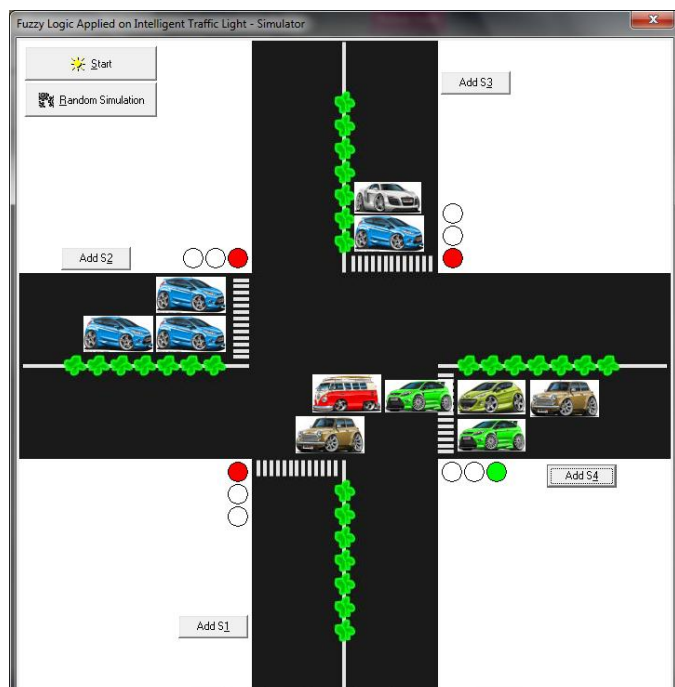 Fuzzy Logic Applied on Intelligent Traffic Light - Simulator
Start
Random Simulation
Add S3
Add S2
Add S4
Add S1